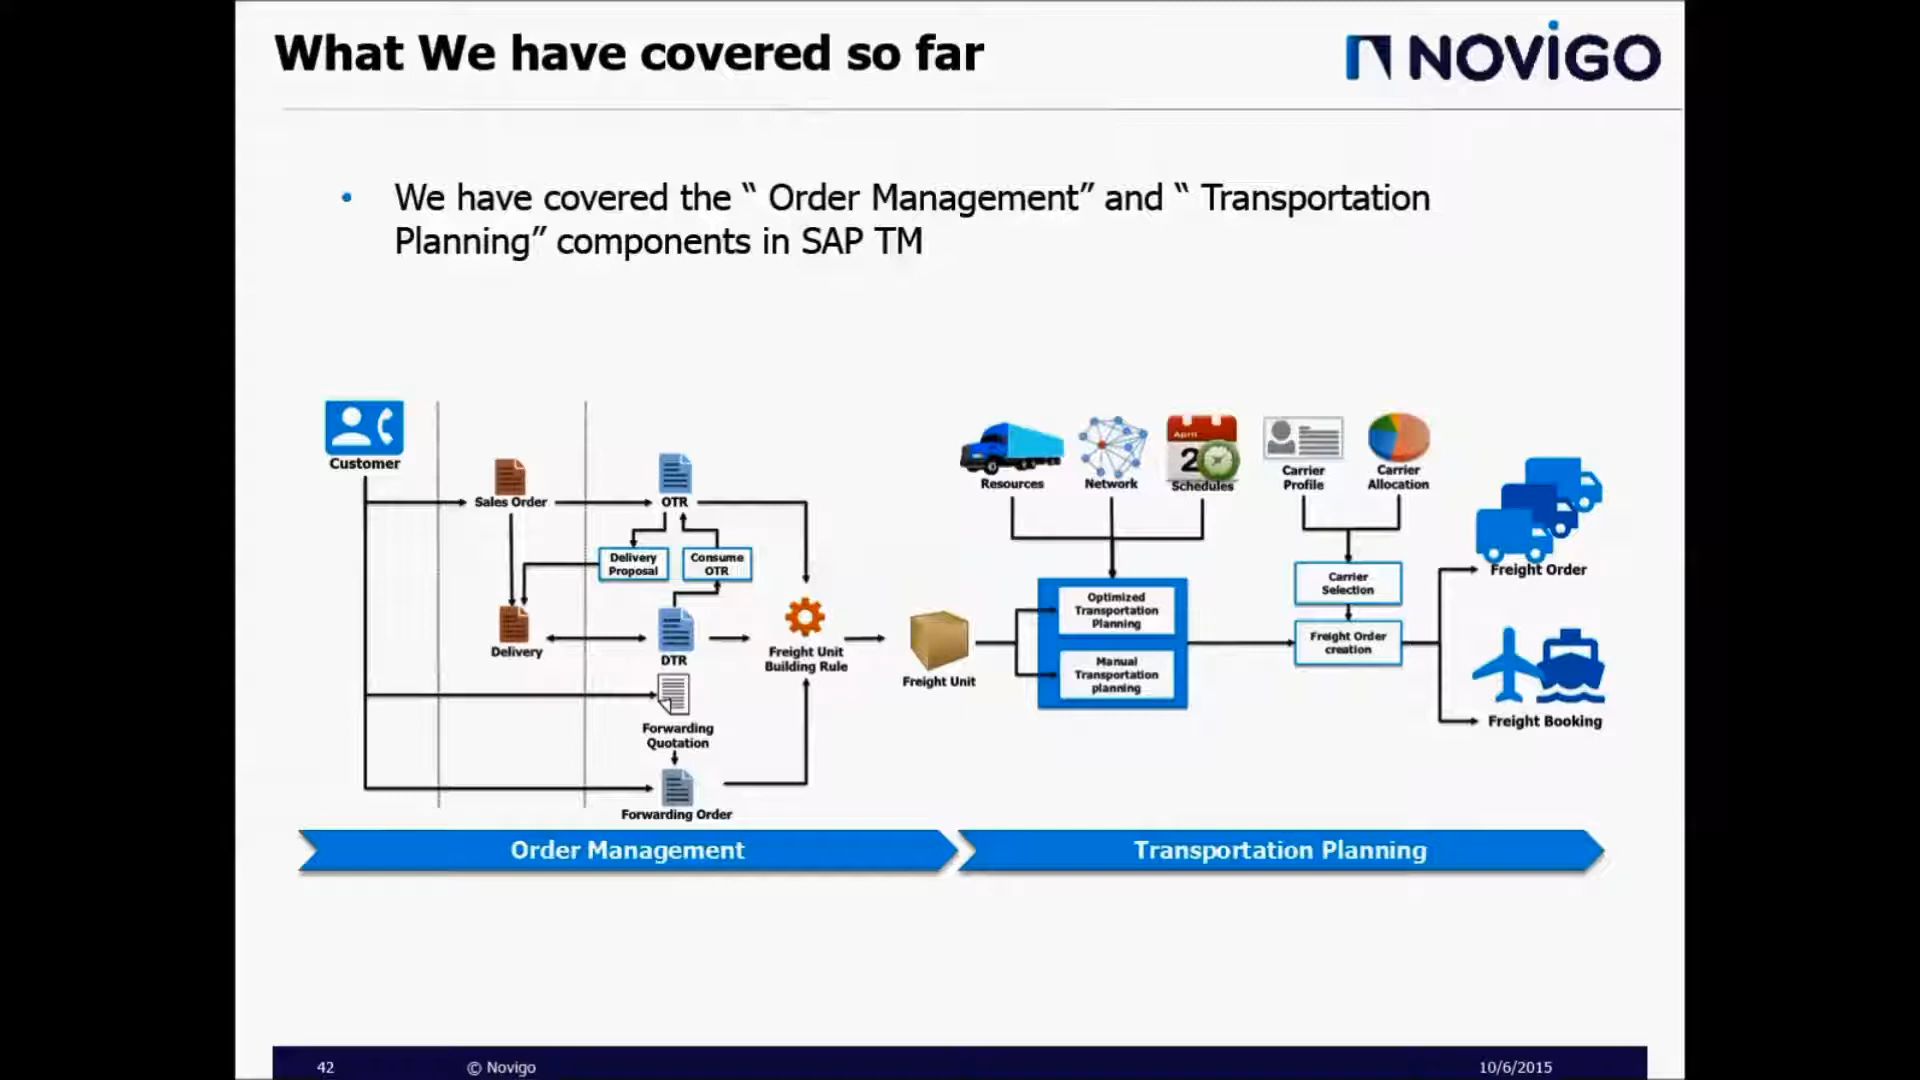 What We have covered so far
NOVIGO
• We have covered the “ Order Management” and “ Transportation
Planning” components in SAP TM
Customer
Sales Order
OTR
Delivery
Proposal
Consume
OTR
Delivery
DTR
Freight Unit
Building Rule
Forwarding
Quotation
Forwarding Order
Freight Unit
Resources
Network
April
2
Schedules
Carrier
Profile
Carrier
Allocation
Optimized
Transportation
Planning
Manual
Transportation
planning
Carrier
Selection
Freight Order
creation
Freight Order
Freight Booking
Order Management
Transportation Planning
42
© Novigo
10/6/2015